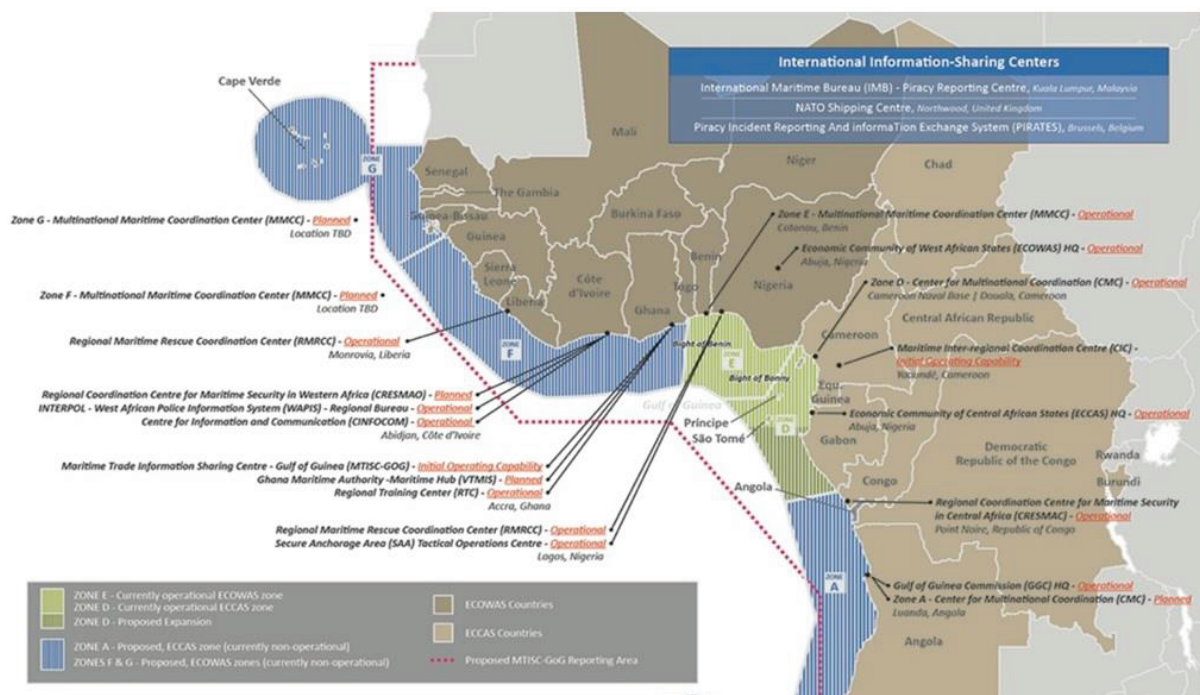 International Information-Sharing Centers
International Maritime Bureau (IMB) - Piracy Reporting Centre, Kuala Lumpur, Malaysia
NATO Shipping Centre, Northwood, United Kingdom
Piracy Incident Reporting And informaTion Exchange System (PIRATES), Brussels, Belgium
Cape Verde
ZONE
G
Mali
Niger
Chad
Senegal
The Gambia
Guinea-Bissau
Guinea
Burkina Faso
Sierra
Leone
Liberia
Côte
d'Ivoire
Ghana
Togo
Benin
Nigeria
Zone G - Multinational Maritime Coordination Center (MMCC) - Planned
Location TBD
Zone F - Multinational Maritime Coordination Center (MMCC) - Planned
Location TBD
Regional Maritime Rescue Coordination Center (RMRCC) - Operational
Monrovia, Liberia
Regional Coordination Centre for Maritime Security in Western Africa (CRESMAO) - Planned
INTERPOL - West African Police Information System (WAPIS) - Regional Bureau - Operational
Centre for Information and Communication (CINFOCOM) - Operational
Abidjan, Côte d'Ivoire
Maritime Trade Information Sharing Centre - Gulf of Guinea (MTISC-GOG) - Initial Operating Capability
Ghana Maritime Authority -Maritime Hub (VTMIS) - Planned
Regional Training Center (RTC) - Operational
Accra, Ghana
Regional Maritime Rescue Coordination Center (RMRCC) - Operational
Secure Anchorage Area (SAA) Tactical Operations Centre - Operational
Lagos, Nigeria
Zone E - Multinational Maritime Coordination Center (MMCC) - Operational
Cotonou, Benin
Economic Community of West African States (ECOWAS) HQ - Operational
Abuja, Nigeria
Zone D - Center for Multinational Coordination (CMC) - Operational
Cameroon Naval Base | Douala, Cameroon
Central African Republic
Cameroon
Maritime Inter-regional Coordination Centre (CIC) -
Initial Operating Capability
Yaoundé, Cameroon
Equ.
Guinea
Economic Community of Central African States (ECCAS) HQ - Operational
Abuja, Nigeria
ZONE
F
Bight of Benin
ZONE
E
Bight of Bonny
Gulf of Guinea
Principe
São Tomé
ZONE
D
Gabon
Congo
Democratic
Republic of the Congo
Rwanda
Burundi
Angola
Regional Coordination Centre for Maritime Security
in Central Africa (CRESMAC) - Operational
Point Noire, Republic of Congo
ZONE
A
Gulf of Guinea Commission (GGC) HQ - Operational
Zone A - Center for Multinational Coordination (CMC) - Planned
Luanda, Angola
Angola
ZONE E - Currently operational ECOWAS zone
ZONE D - Currently operational ECCAS zone
ZONE D - Proposed Expansion
ZONE A - Proposed, ECCAS zone (currently non-operational)
ZONES F & G - Proposed, ECOWAS zones (currently non-operational)
ECOWAS Countries
ECCAS Countries
Proposed MTISC-GoG Reporting Area